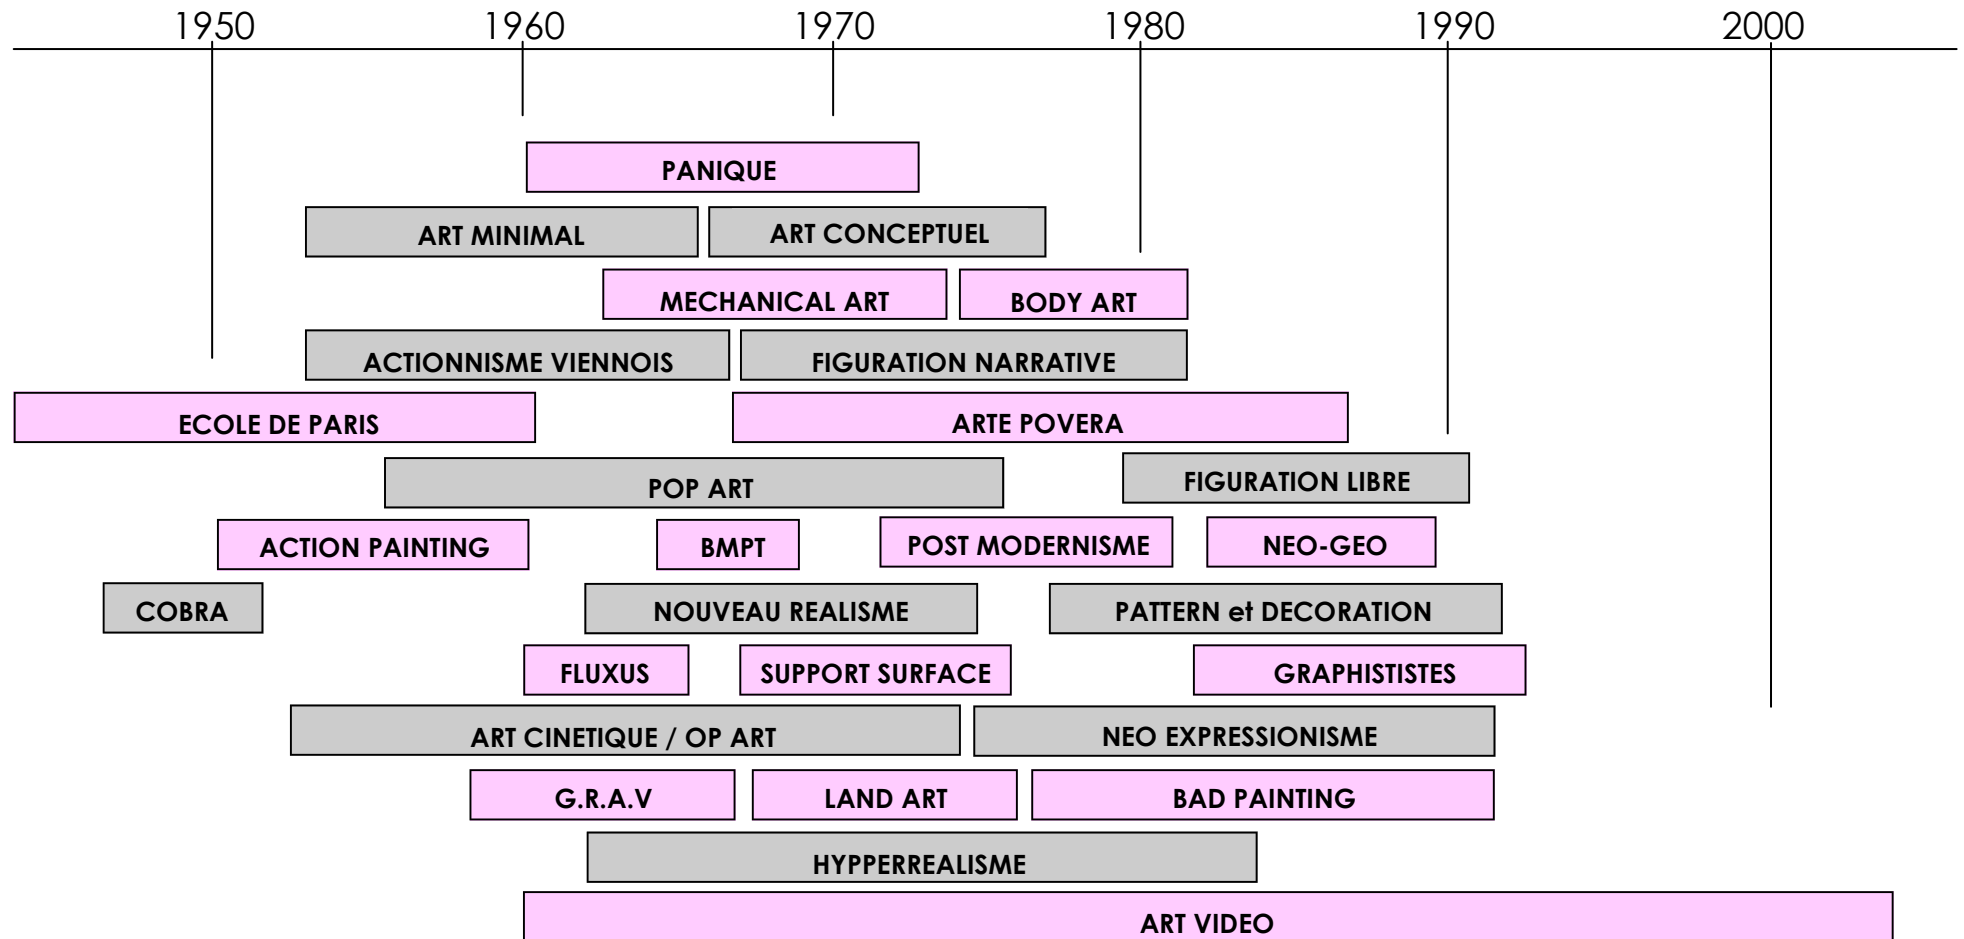 1950 1960 1970 1980 1990 2000
PANIQUE
ART MINIMAL ART CONCEPTUEL
MECHANICAL ART BODY ART
ACTIONNISME VIENNOIS FIGURATION NARRATIVE
ECOLE DE PARIS ARTE POVERA
POP ART FIGURATION LIBRE
ACTION PAINTING BMPT POST MODERNISME NEO-GEO
COBRA NOUVEAU REALISME PATTERN et DECORATION
FLUXUS SUPPORT SURFACE GRAPHISTISTES
ART CINETIQUE / OP ART NEO EXPRESSIONISME
G.R.A.V LAND ART BAD PAINTING
HYPPERREALISME
ART VIDEO